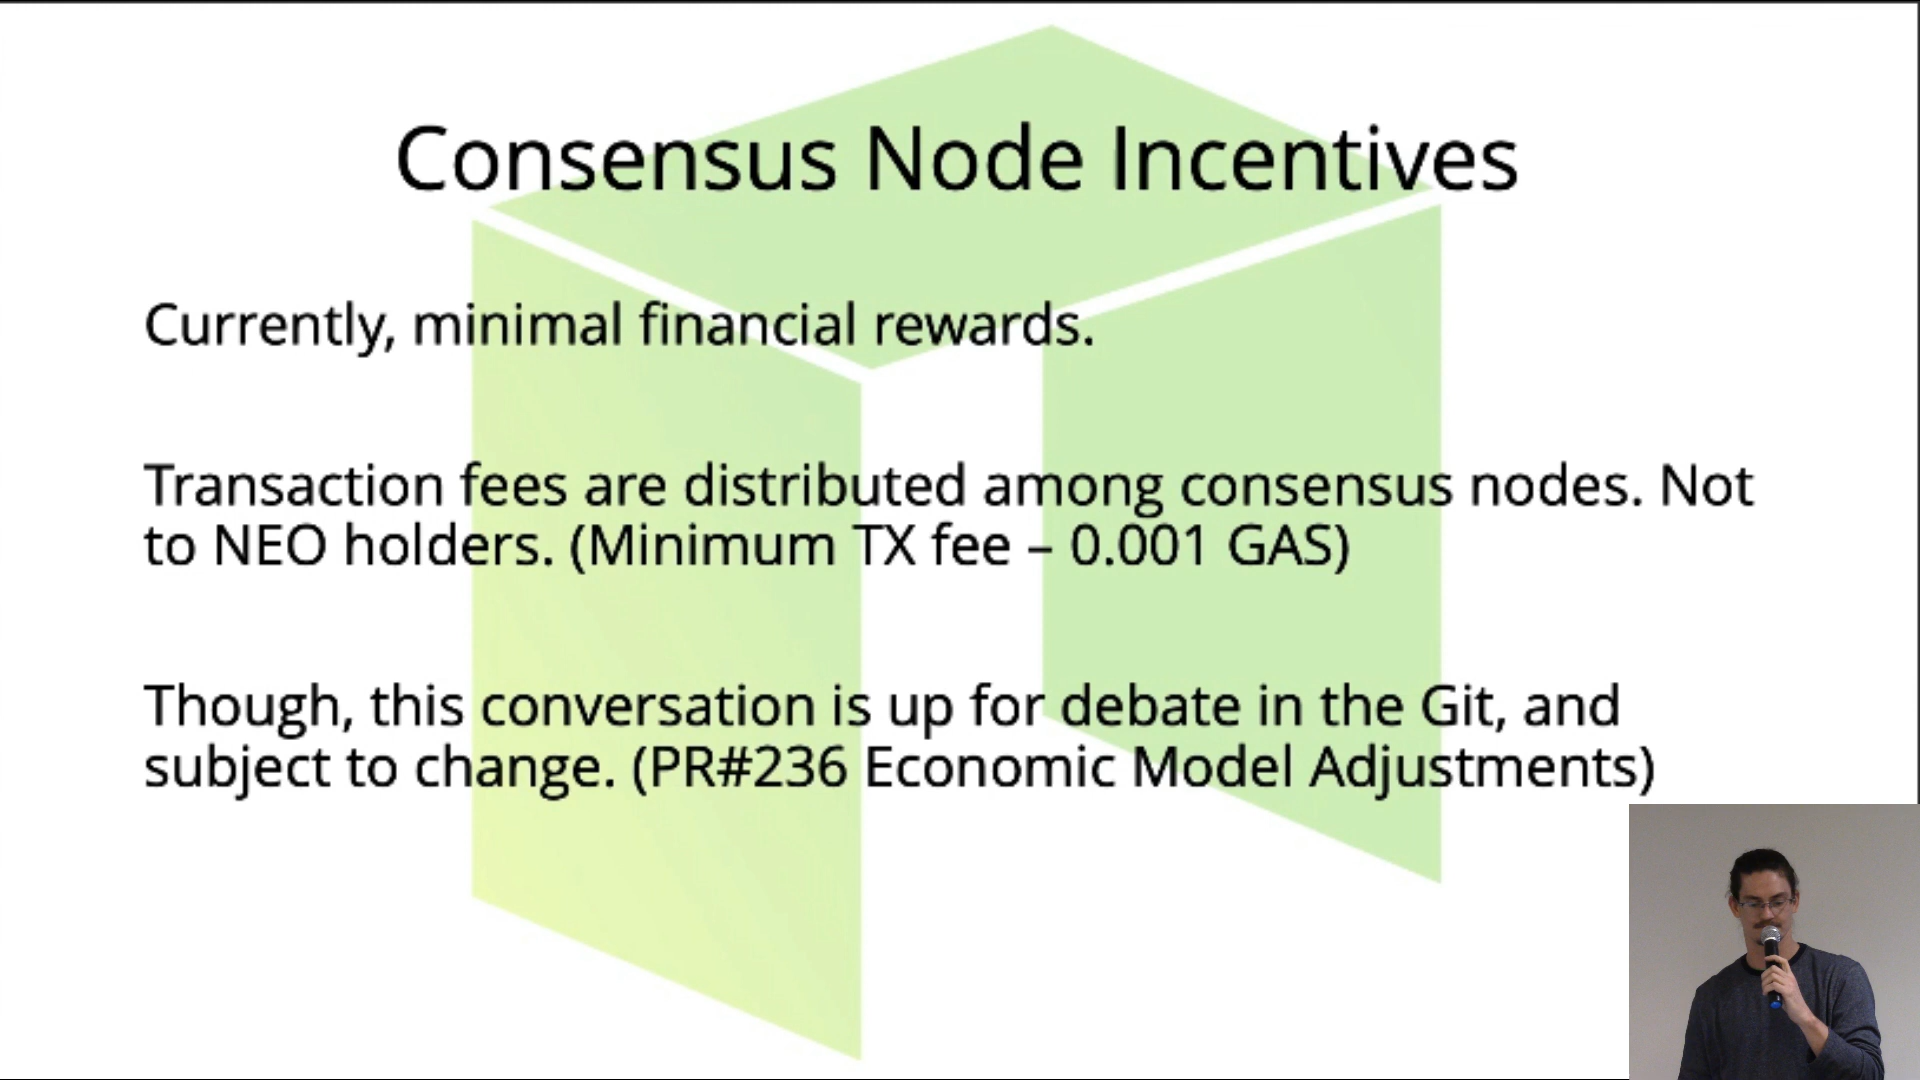 Consensus Node Incentives
Currently, minimal financial rewards.
Transaction fees are distributed among consensus nodes. Not
to NEO holders. (Minimum TX fee – 0.001 GAS)
Though, this conversation is up for debate in the Git, and
subject to change. (PR#236 Economic Model Adjustments)